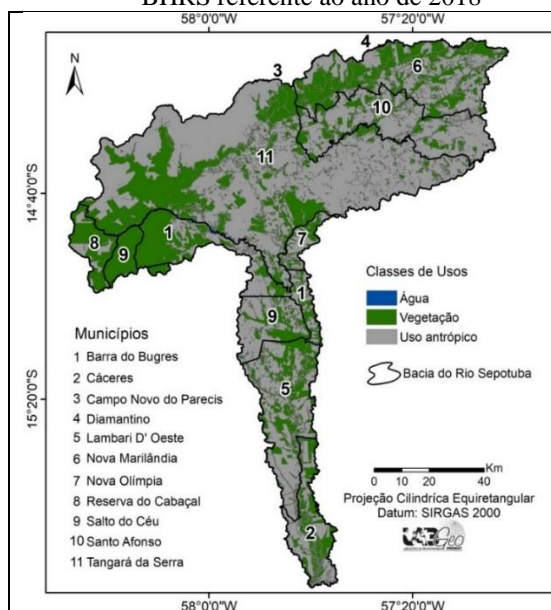 BHRS referente ao ano de 2018
58°0'0"W 57°20'0"W
N
4
3
6
10
11
14°40'0"S
7
8
9
1
1
Classes de Usos
Água
Vegetação
Uso antrópico
Bacia do Rio Sepotuba
9
5
2
15°20'0"S
Municípios
1 Barra do Bugres
2 Cáceres
3 Campo Novo do Parecis
4 Diamantino
5 Lambari D' Oeste
6 Nova Marilândia
7 Nova Olímpia
8 Reserva do Cabaçal
9 Salto do Céu
10 Santo Afonso
11 Tangará da Serra
Km
0 10 20 40
Projeção Cilindríca Equiretangular
Datum: SIRGAS 2000
58°0'0"W 57°20'0"W